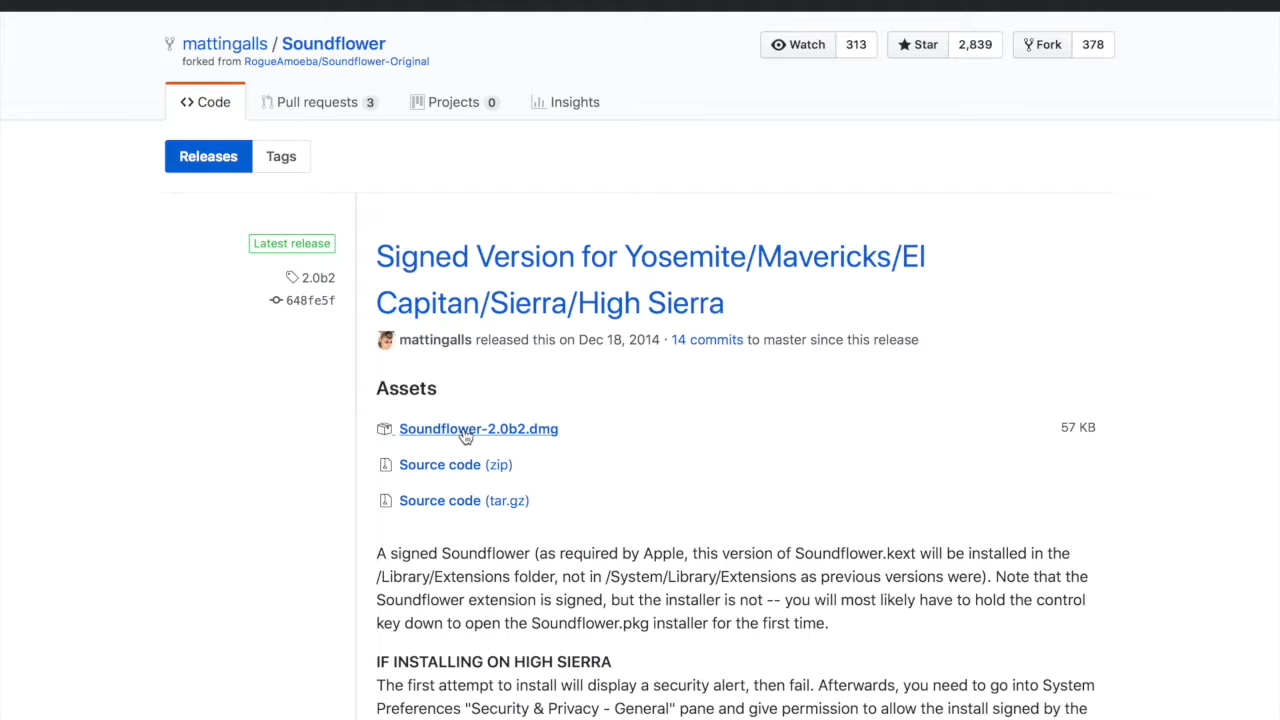 mattingalls / Soundflower
Watch 313
Star 2,839
Fork 378
forked from RogueAmoeba/Soundflower-Original
Code
Pull requests 3
Projects 0
Insights
Releases
Tags
Latest release
2.0b2
648fe5f
Signed Version for Yosemite/Mavericks/El
Capitan/Sierra/High Sierra
mattingalls released this on Dec 18, 2014 · 14 commits to master since this release
Assets
Soundflower-2.0b2.dmg
57 KB
Source code (zip)
Source code (tar.gz)
A signed Soundflower (as required by Apple, this version of Soundflower.kext will be installed in the
/Library/Extensions folder, not in /System/Library/Extensions as previous versions were). Note that the
Soundflower extension is signed, but the installer is not -- you will most likely have to hold the control
key down to open the Soundflower.pkg installer for the first time.
IF INSTALLING ON HIGH SIERRA
The first attempt to install will display a security alert, then fail. Afterwards, you need to go into System
Preferences "Security & Privacy - General" pane and give permission to allow the install signed by the